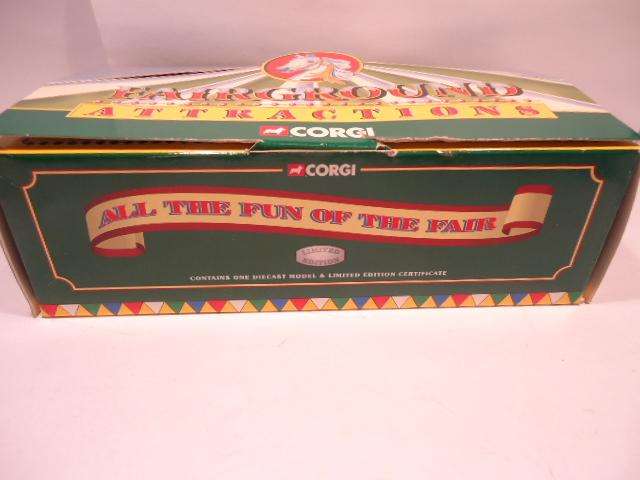 FAIRGROUND
ATTRACTIONS
CORGI
CORGI
ALL THE FUN OF THE FAIR
LIMITED
EDITION
CONTAINS ONE DIECAST MODEL & LIMITED EDITION CERTIFICATE